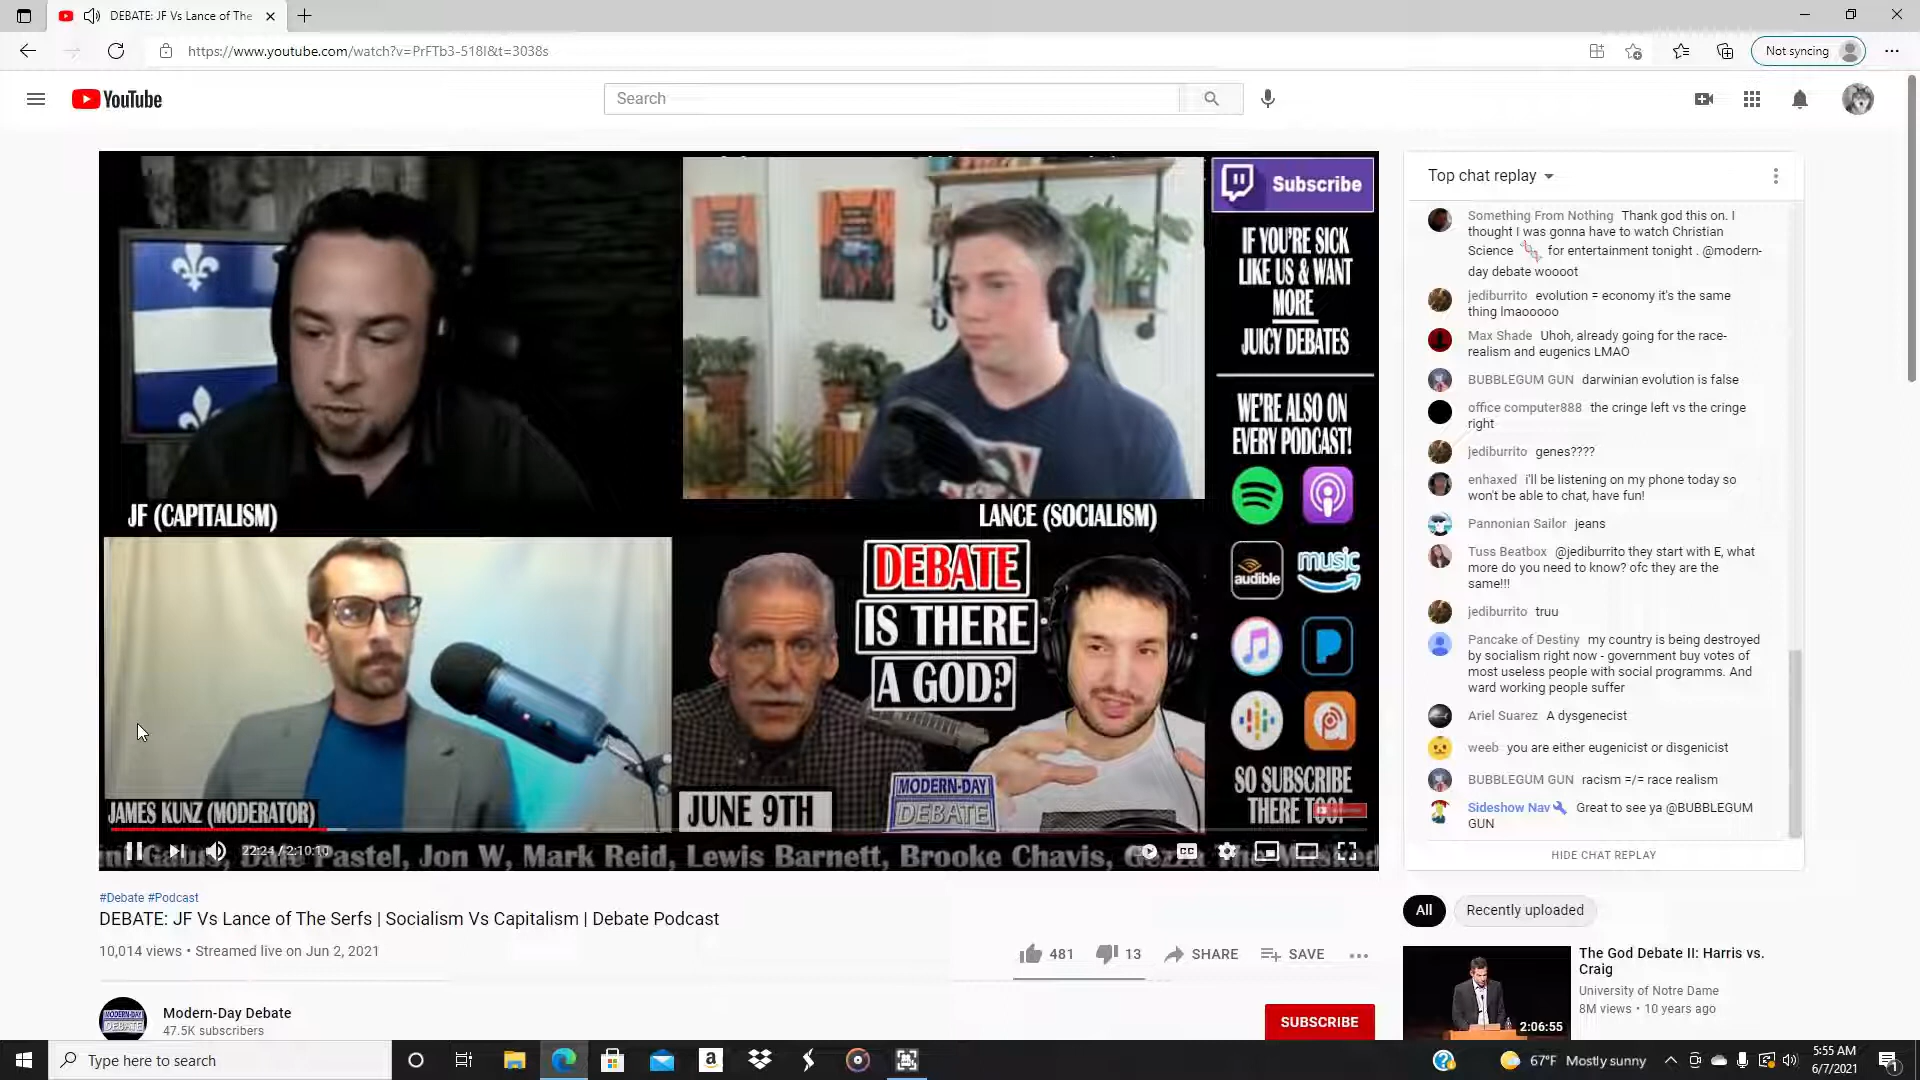 DEBATE: JF Vs Lance of The
https://www.youtube.com/watch?v=PrFTb3-518I&t=3038s
Not syncing
YouTube
Search
Subscribe
IF YOU'RE SICK
LIKE US & WANT
MORE
JUICY DEBATES
WE'RE ALSO ON
EVERY PODCAST!
audible
music
SO SUBSCRIBE
THERE TOO!
JF (CAPITALISM)
LANCE (SOCIALISM)
DEBATE
IS THERE
A GOD?
JUNE 9TH
MODERN-DAY
DEBATE
JAMES KUNZ (MODERATOR)
22:24 / 2:10:10
Pastel, Jon W, Mark Reid, Lewis Barnett, Brooke Chavis,
CC
Top chat replay
Something From Nothing Thank god this on. I
thought I was gonna have to watch Christian
Science for entertainment tonight . @modern-
day debate woooot
jediburrito evolution = economy it's the same
thing lmaooooo
Max Shade Uhoh, already going for the race-
realism and eugenics LMAO
BUBBLEGUM GUN darwinian evolution is false
office computer888 the cringe left vs the cringe
right
jediburrito genes????
enhaxed i'll be listening on my phone today so
won't be able to chat, have fun!
Pannonian Sailor jeans
Tuss Beatbox @jediburrito they start with E, what
more do you need to know? ofc they are the
same!!!
jediburrito truu
Pancake of Destiny my country is being destroyed
by socialism right now - government buy votes of
most useless people with social programms. And
ward working people suffer
Ariel Suarez A dysgenecist
weeb you are either eugenicist or disgenicist
BUBBLEGUM GUN racism =/= race realism
Sideshow Nav Great to see ya @BUBBLEGUM
GUN
HIDE CHAT REPLAY
#Debate #Podcast
DEBATE: JF Vs Lance of The Serfs | Socialism Vs Capitalism | Debate Podcast
10,014 views • Streamed live on Jun 2, 2021
481
13
SHARE
SAVE
MODERN-DAY
DEBATE
Modern-Day Debate
47.5K subscribers
SUBSCRIBE
All
Recently uploaded
The God Debate II: Harris vs.
Craig
University of Notre Dame
8M views • 10 years ago
2:06:55
Type here to search
67°F Mostly sunny
5:55 AM
6/7/2021
1